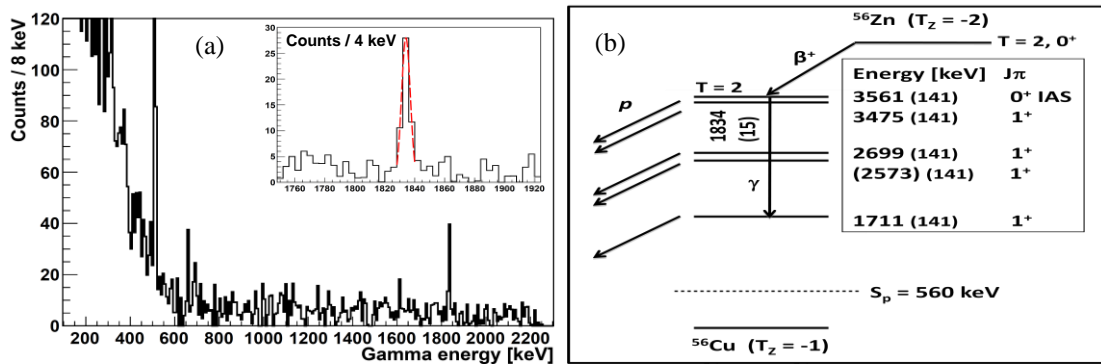 Counts / 8 keV
120
100
80
60
40
20
0
(a)
Counts / 4 keV
30
25
20
15
10
5
0
1760 1780 1800 1820 1840 1860 1880 1900 1920
200 400 600 800 1000 1200 1400 1600 1800 2000 2200
Gamma energy [keV]
(b)
⁵⁶Zn (T_Z = -2)
T = 2, 0⁺
β⁺
T = 2
p
1834
(15)
γ
Energy [keV] Jπ
3561 (141) 0⁺ IAS
3475 (141) 1⁺
2699 (141) 1⁺
(2573) (141) 1⁺
1711 (141) 1⁺
S_p = 560 keV
⁵⁶Cu (T_Z = -1)